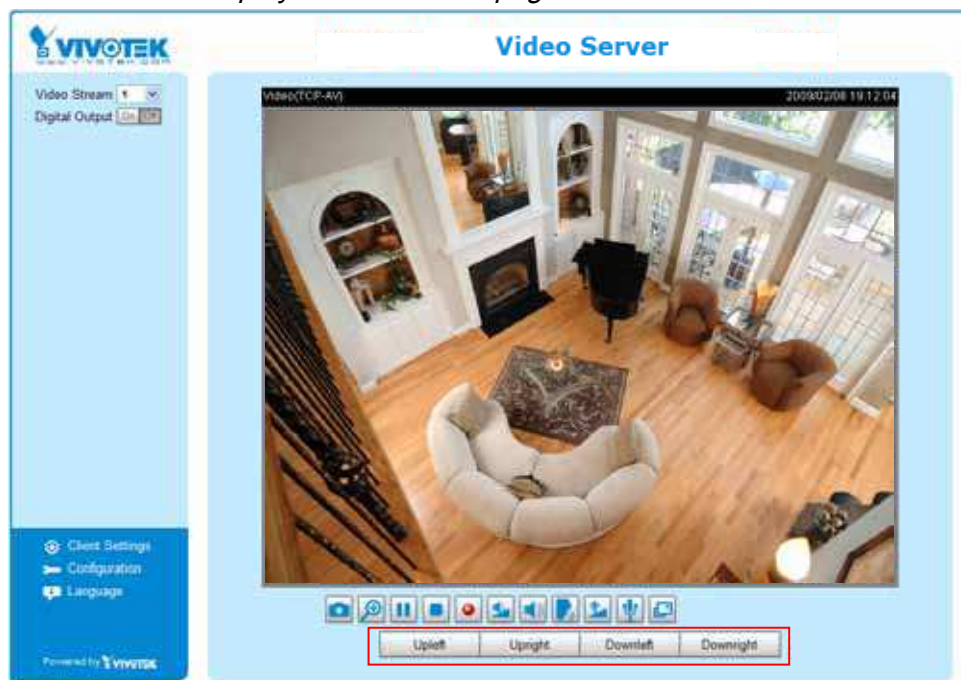 VIVOTEK
Video Server
Video Stream 1
Digital Output On Off
Video(TCP-AV) 2009/02/08 19:12:04
Client Settings
Configuration
Language
Upleft Upright Downleft Downright
Powered by VIVOTEK